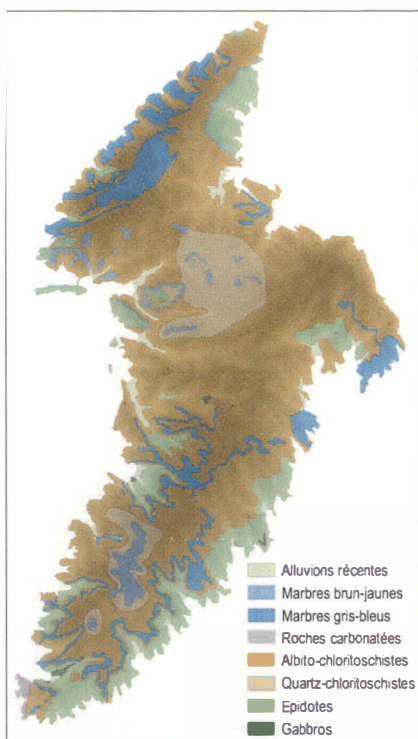 Alluvions récentes
Marbres brun-jaunes
Marbres gris-bleus
Roches carbonatées
Albito-chloritoschistes
Quartz-chloritoschistes
Epidotes
Gabbros